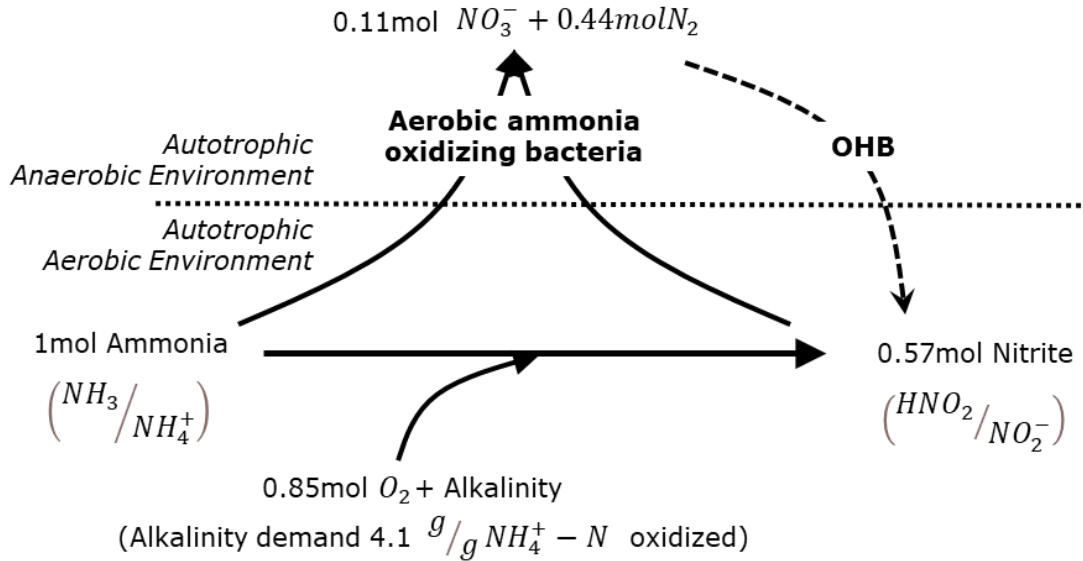 0.11mol NO₃⁻ + 0.44molN₂
Aerobic ammonia
oxidizing bacteria
OHB
Autotrophic
Anaerobic Environment
Autotrophic
Aerobic Environment
1mol Ammonia
(NH₃/NH₄⁺)
0.57mol Nitrite
(HNO₂/NO₂⁻)
0.85mol O₂ + Alkalinity
(Alkalinity demand 4.1 g/g NH₄⁺ − N oxidized)